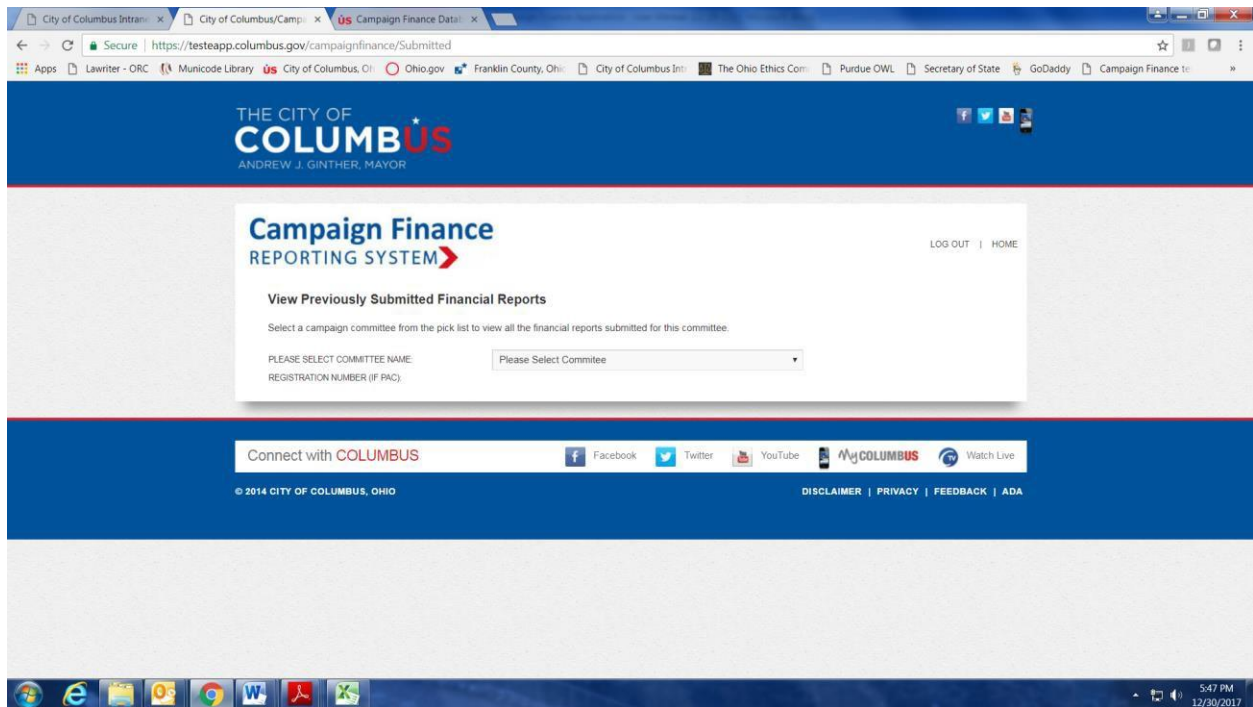 City of Columbus Intran
City of Columbus/Campa
ÚS Campaign Finance Datab
Secure | https://testeapp.columbus.gov/campaignfinance/Submitted
Apps Lawriter - ORC Municode Library ÚS City of Columbus, Oh Ohio.gov Franklin County, Ohio City of Columbus Int The Ohio Ethics Com Purdue OWL Secretary of State GoDaddy Campaign Finance te »
THE CITY OF
COLUMBUS
ANDREW J. GINTHER, MAYOR
Campaign Finance
REPORTING SYSTEM
LOG OUT | HOME
View Previously Submitted Financial Reports
Select a campaign committee from the pick list to view all the financial reports submitted for this committee.
PLEASE SELECT COMMITTEE NAME: Please Select Commitee
REGISTRATION NUMBER (IF PAC):
Connect with COLUMBUS Facebook Twitter YouTube MyCOLUMBUS TV Watch Live
© 2014 CITY OF COLUMBUS, OHIO DISCLAIMER | PRIVACY | FEEDBACK | ADA
5:47 PM
12/30/2017